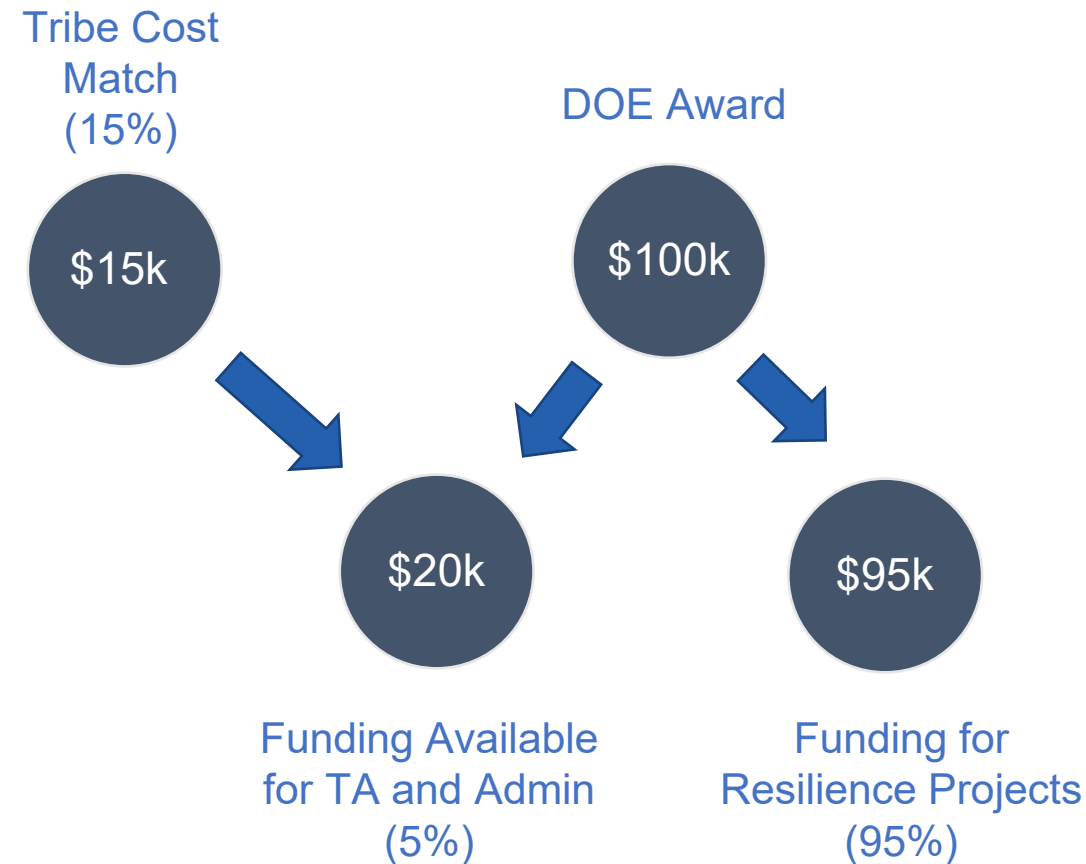 Tribe Cost
Match
(15%)
DOE Award
$15k
$100k
$20k
$95k
Funding Available
for TA and Admin
(5%)
Funding for
Resilience Projects
(95%)